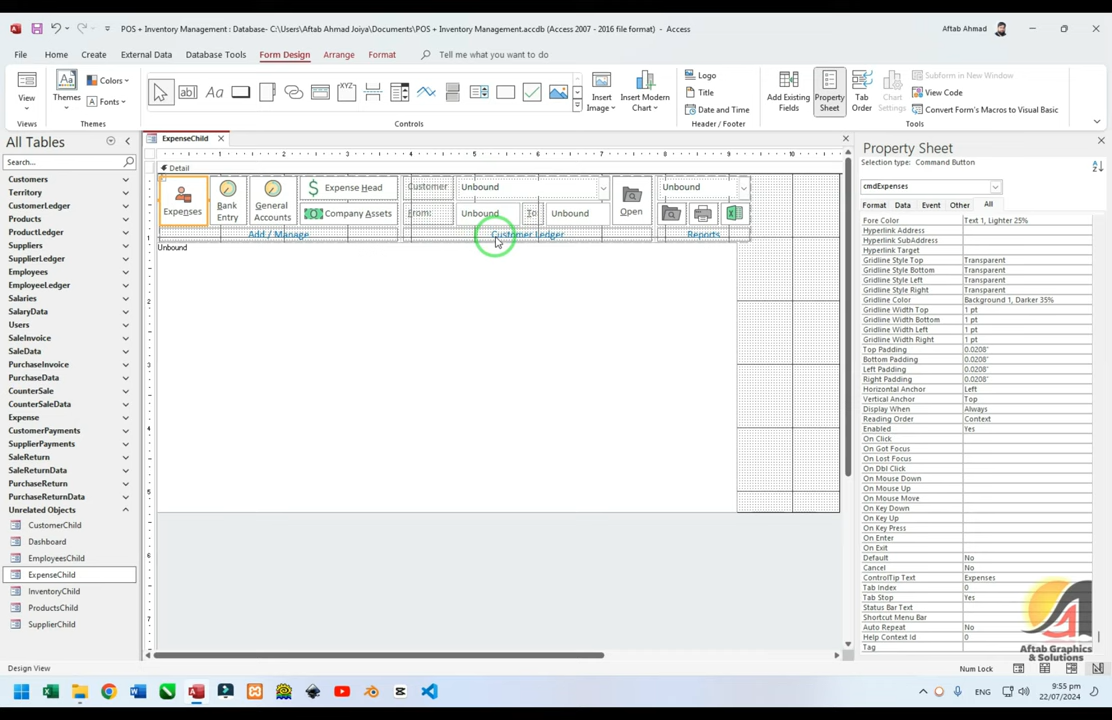 POS + Inventory Management : Database- C:\Users\Aftab Ahmad Joiya\Documents\POS + Inventory Management.accdb (Access 2007 - 2016 file format) - Access
Aftab Ahmad
File Home Create External Data Database Tools Form Design Arrange Format Tell me what you want to do
View
Themes
Colors
Fonts
Aa
XYZ
Insert Image
Insert Modern Chart
Logo
Title
Date and Time
Add Existing Fields
Property Sheet
Tab Order
Chart Settings
Subform in New Window
View Code
Convert Form's Macros to Visual Basic
Views Themes Controls Header / Footer Tools
All Tables
Search...
Customers
Territory
CustomerLedger
Products
ProductLedger
Suppliers
SupplierLedger
Employees
EmployeeLedger
Salaries
SalaryData
Users
SaleInvoice
SaleData
PurchaseInvoice
PurchaseData
CounterSale
CounterSaleData
Expense
CustomerPayments
SupplierPayments
SaleReturn
SaleReturnData
PurchaseReturn
PurchaseReturnData
Unrelated Objects
CustomerChild
Dashboard
EmployeesChild
ExpenseChild
InventoryChild
ProductsChild
SupplierChild
ExpenseChild
Detail
Expenses
Bank Entry
General Accounts
Expense Head
Company Assets
Customer
Unbound
From:
Unbound
To
Unbound
Open
Unbound
Add / Manage
Customer Ledger
Reports
Unbound
Property Sheet
Selection type: Command Button
cmdExpenses
Format Data Event Other All
Fore Color Text 1, Lighter 25%
Hyperlink Address
Hyperlink SubAddress
Hyperlink Target
Gridline Style Top Transparent
Gridline Style Bottom Transparent
Gridline Style Left Transparent
Gridline Style Right Transparent
Gridline Color Background 1, Darker 35%
Gridline Width Top 1 pt
Gridline Width Bottom 1 pt
Gridline Width Left 1 pt
Gridline Width Right 1 pt
Top Padding 0.0208"
Bottom Padding 0.0208"
Left Padding 0.0208"
Right Padding 0.0208"
Horizontal Anchor Left
Vertical Anchor Top
Display When Always
Reading Order Context
Enabled Yes
On Click
On Got Focus
On Lost Focus
On Dbl Click
On Mouse Down
On Mouse Up
On Mouse Move
On Key Down
On Key Up
On Key Press
On Enter
On Exit
Default No
Cancel No
ControlTip Text Expenses
Tab Index 0
Tab Stop Yes
Status Bar Text
Shortcut Menu Bar
Auto Repeat No
Help Context Id 0
Tag
Aftab Graphics
& Solutions
Design View
Num Lock
ENG
9:55 pm
22/07/2024